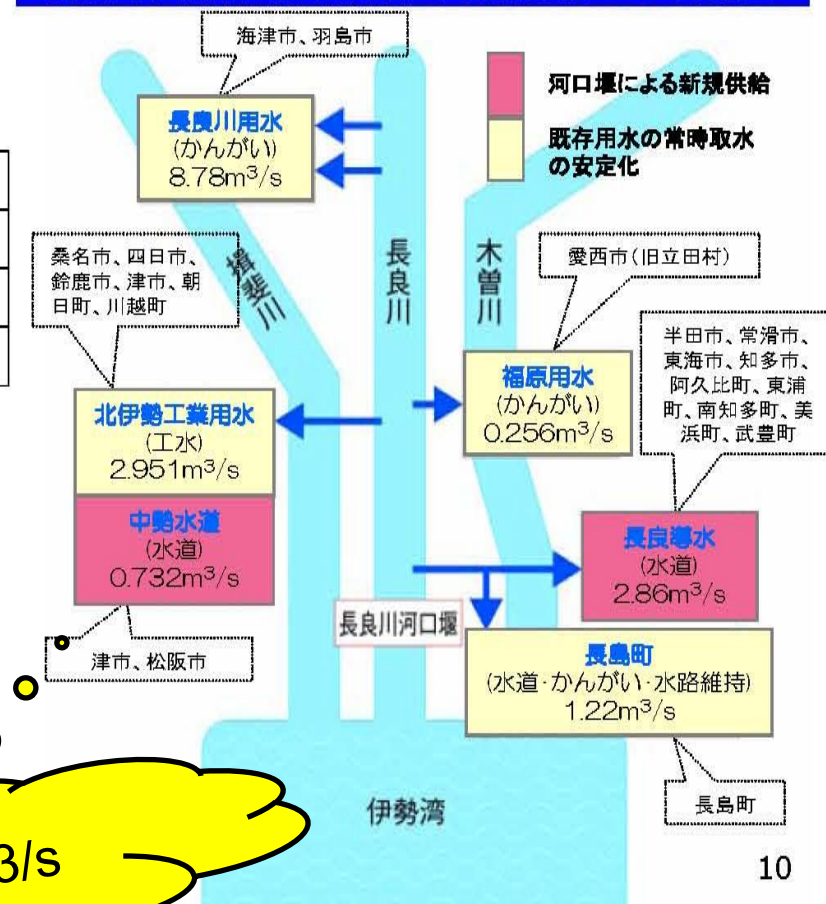 海津市、羽島市
河口堰による新規供給
既存用水の常時取水
の安定化
長良川用水
(かんがい)
8.78m³/s
桑名市、四日市、
鈴鹿市、津市、朝
日町、川越町
揖斐川
長良川
木曽川
愛西市(旧立田村)
半田市、常滑市、
東海市、知多市、
阿久比町、東浦
町、南知多町、美
浜町、武豊町
福原用水
(かんがい)
0.256m³/s
北伊勢工業用水
(工水)
2.951m³/s
中勢水道
(水道)
0.732m³/s
長良導水
(水道)
2.86m³/s
長良川河口堰
津市、松阪市
長島町
(水道·かんがい·水路維持)
1.22m³/s
長島町
伊勢湾
3/s
10